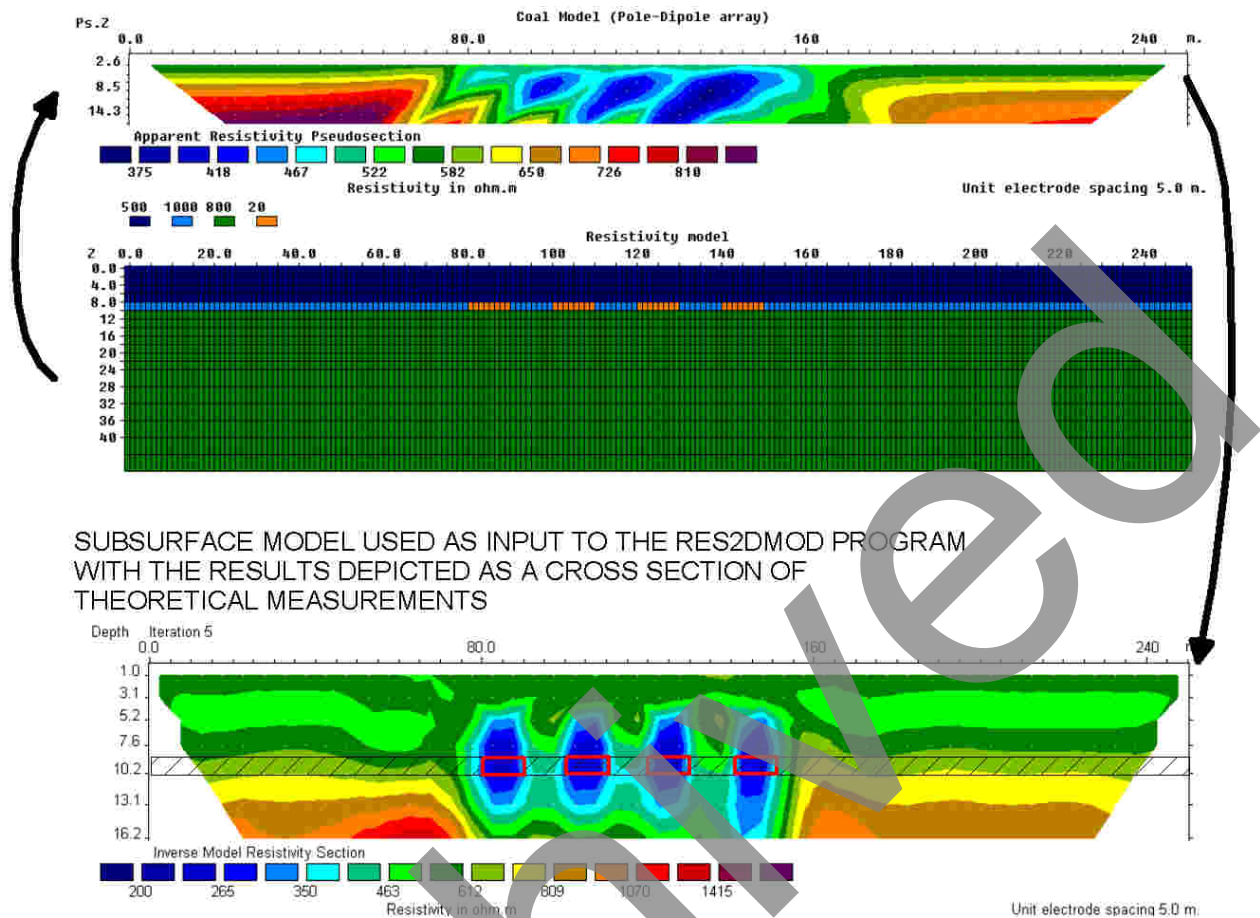 Coal Model (Pole-Dipole array)
Ps.Z
0.0 80.0 160 240 m.
2.6
8.5
14.3
Apparent Resistivity Pseudosection
375 418 467 522 582 650 726 810
Resistivity in ohm.m
Unit electrode spacing 5.0 m.
500 1000 800 20
Resistivity model
Z 0.0 20.0 40.0 60.0 80.0 100 120 140 160 180 200 220 240
0.0
4.0
8.0
12
16
20
24
28
32
36
40
SUBSURFACE MODEL USED AS INPUT TO THE RES2DMOD PROGRAM
WITH THE RESULTS DEPICTED AS A CROSS SECTION OF
THEORETICAL MEASUREMENTS
Depth Iteration 5
0.0 80.0 160 240
1.0
3.1
5.2
7.6
10.2
13.1
16.2
Inverse Model Resistivity Section
200 265 350 463 612 809 1070 1415
Resistivity in ohm.m
Unit electrode spacing 5.0 m.